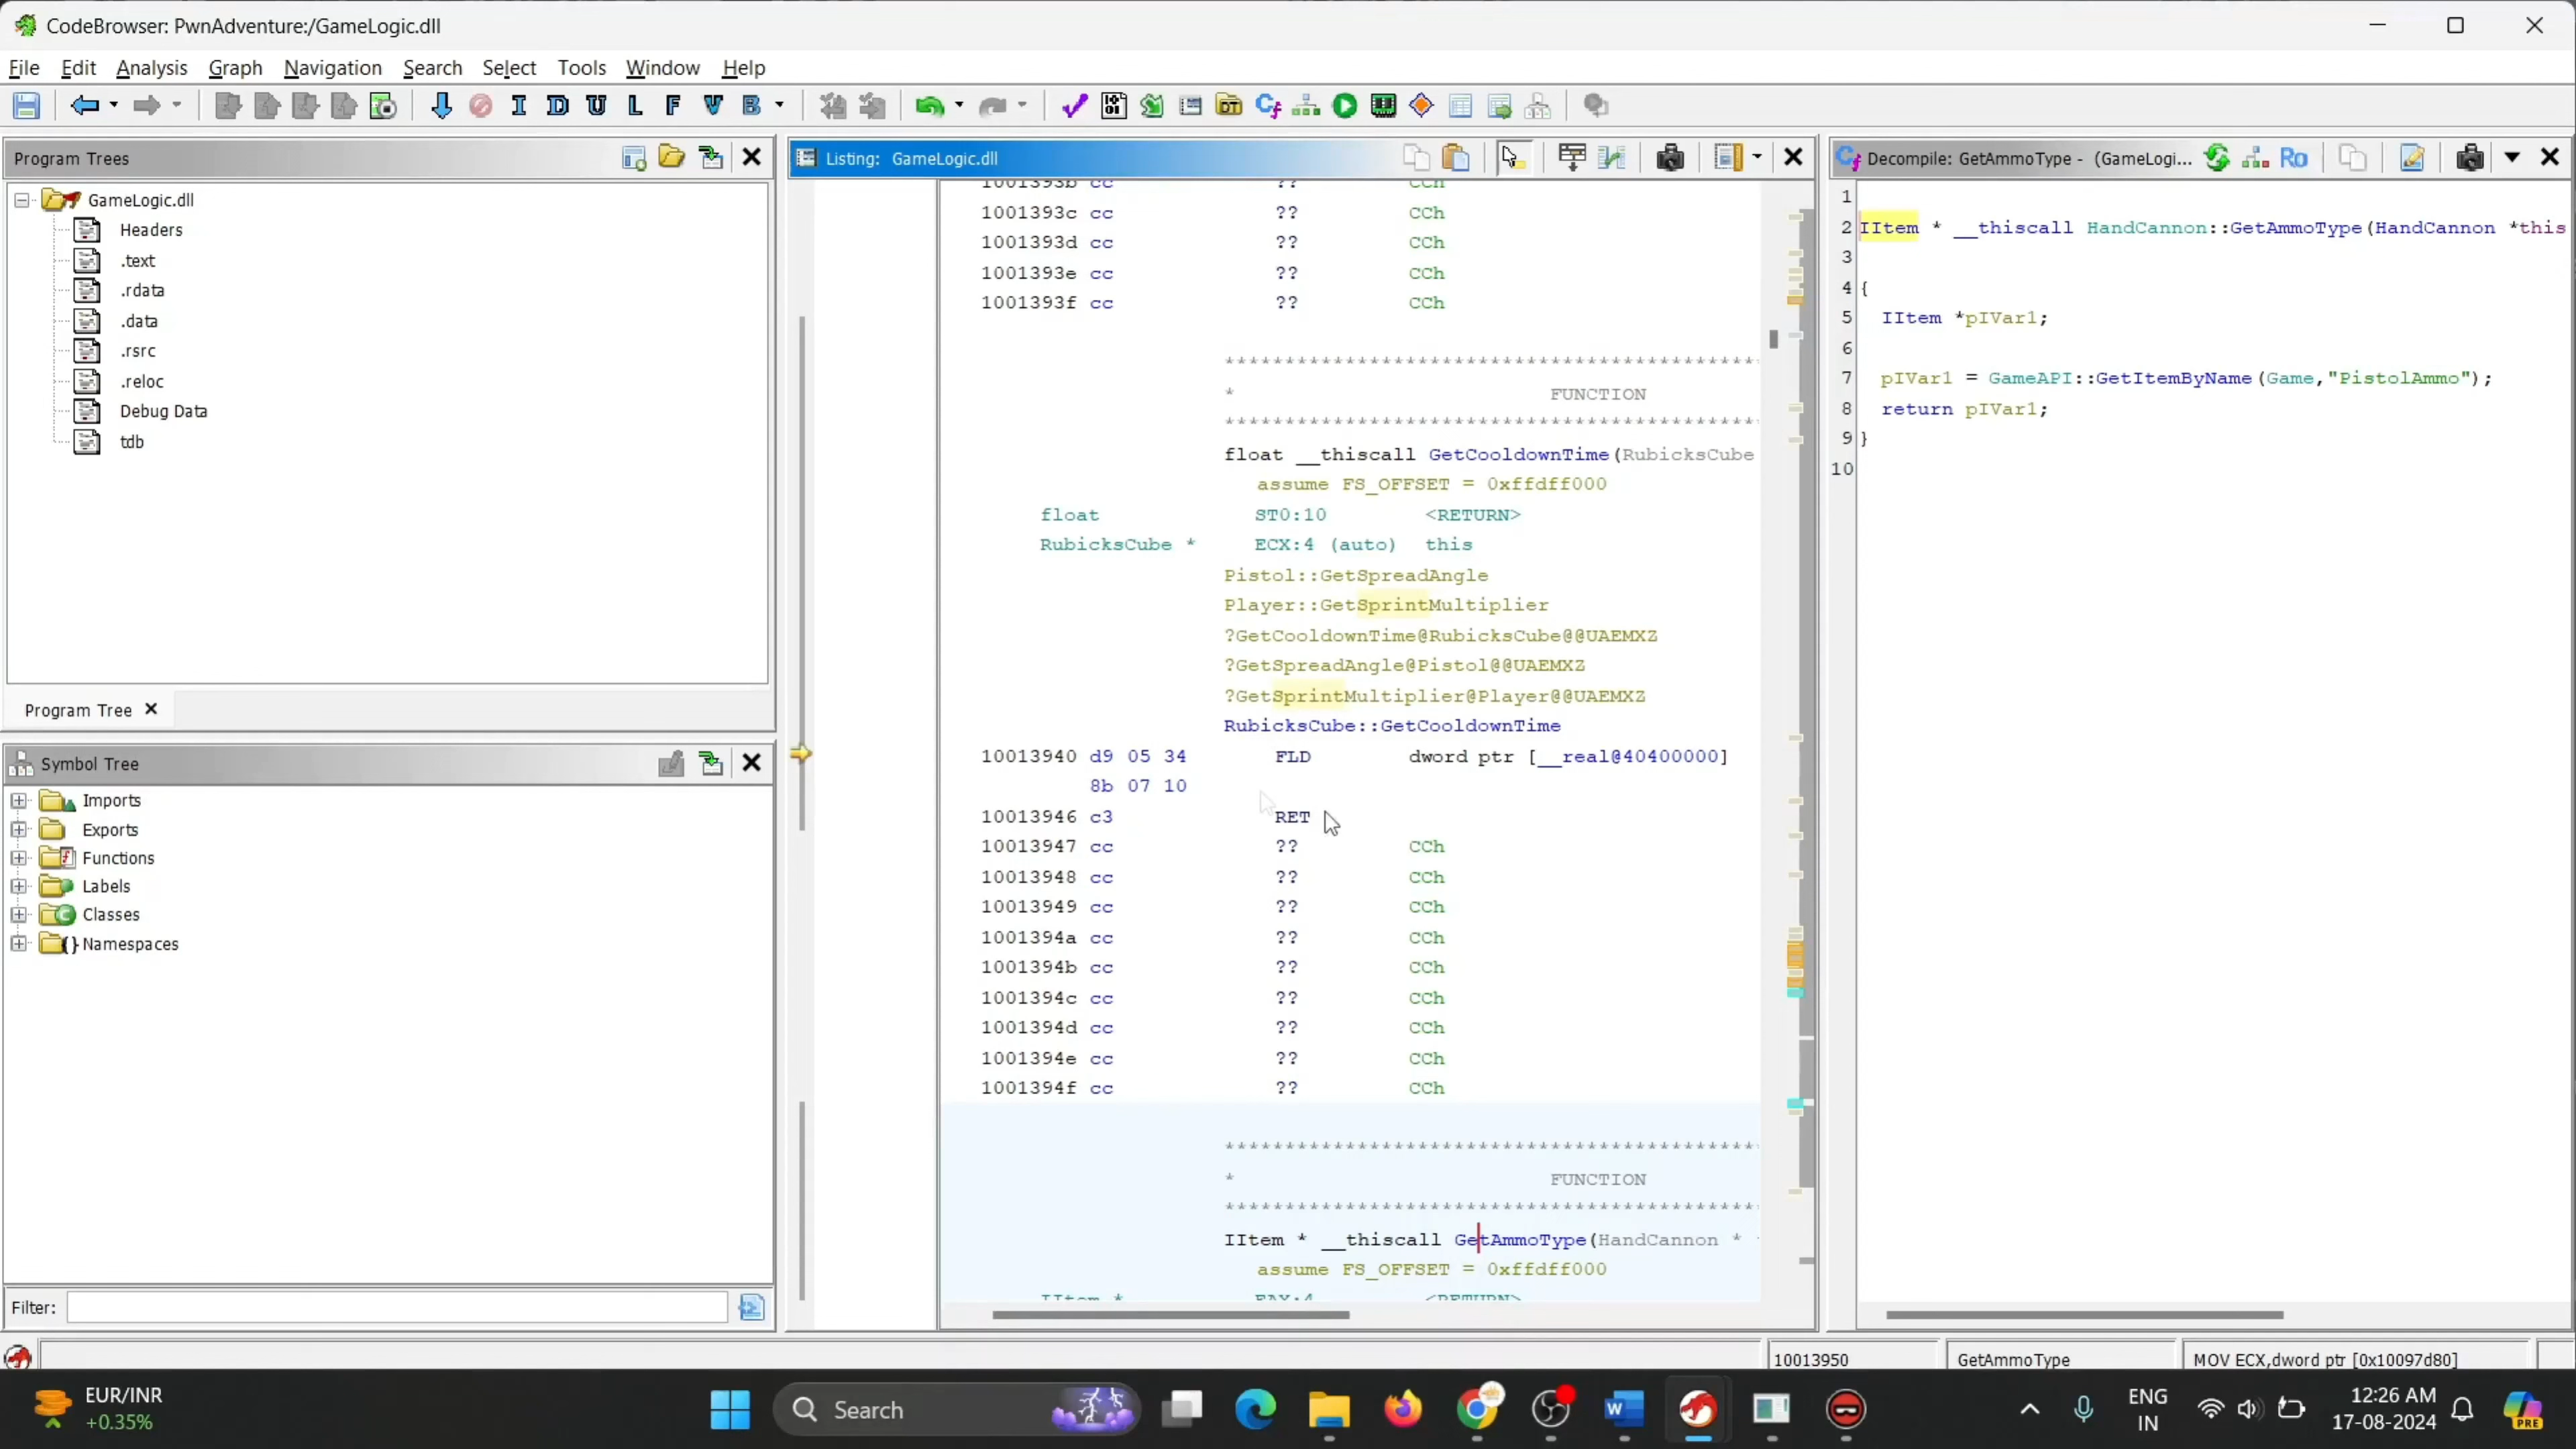 CodeBrowser: PwnAdventure:/GameLogic.dll
File Edit Analysis Graph Navigation Search Select Tools Window Help
I D U L F V B
Program Trees
GameLogic.dll
Headers
.text
.rdata
.data
.rsrc
.reloc
Debug Data
tdb
Program Tree
Symbol Tree
Imports
Exports
Functions
Labels
Classes
Namespaces
Filter:
Listing: GameLogic.dll
1001393b cc ?? CCh
1001393c cc ?? CCh
1001393d cc ?? CCh
1001393e cc ?? CCh
1001393f cc ?? CCh
* FUNCTION
float __thiscall GetCooldownTime(RubicksCube
assume FS_OFFSET = 0xffdff000
float ST0:10 <RETURN>
RubicksCube * ECX:4 (auto) this
Pistol::GetSpreadAngle
Player::GetSprintMultiplier
?GetCooldownTime@RubicksCube@@UAEMXZ
?GetSpreadAngle@Pistol@@UAEMXZ
?GetSprintMultiplier@Player@@UAEMXZ
RubicksCube::GetCooldownTime
10013940 d9 05 34 FLD dword ptr [__real@40400000]
8b 07 10
10013946 c3 RET
10013947 cc ?? CCh
10013948 cc ?? CCh
10013949 cc ?? CCh
1001394a cc ?? CCh
1001394b cc ?? CCh
1001394c cc ?? CCh
1001394d cc ?? CCh
1001394e cc ?? CCh
1001394f cc ?? CCh
* FUNCTION
IItem * __thiscall GetAmmoType(HandCannon *
assume FS_OFFSET = 0xffdff000
IItem * EAX:4 <RETURN>
Decompile: GetAmmoType - (GameLogi...
Ro
1
2 IItem * __thiscall HandCannon::GetAmmoType(HandCannon *this
3
4 {
5 IItem *pIVar1;
6
7 pIVar1 = GameAPI::GetItemByName(Game,"PistolAmmo");
8 return pIVar1;
9 }
10
10013950 GetAmmoType MOV ECX,dword ptr [0x10097d80]
EUR/INR
+0.35%
Search
ENG
IN
12:26 AM
17-08-2024
PRE